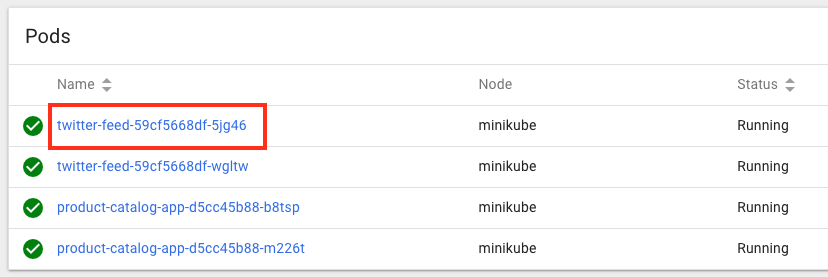 Pods
Name Node Status
twitter-feed-59cf5668df-5jg46 minikube Running
twitter-feed-59cf5668df-wgltw minikube Running
product-catalog-app-d5cc45b88-b8tsp minikube Running
product-catalog-app-d5cc45b88-m226t minikube Running